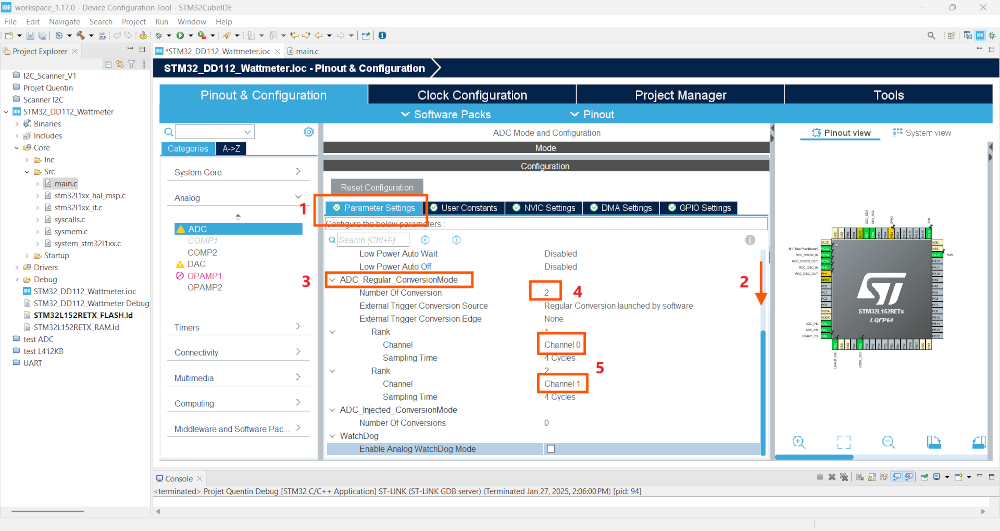 IDE workspace_1.17.0 - Device Configuration Tool - STM32CubeIDE
File Edit Navigate Search Project Run Window Help
Project Explorer
*STM32_DD112_Wattmeter.ioc
main.c
I2C_Scanner_V1
Projet Quentin
Scanner I2C
STM32_DD112_Wattmeter
Binaries
Includes
Core
Inc
Src
main.c
stm32l1xx_hal_msp.c
stm32l1xx_it.c
syscalls.c
sysmem.c
system_stm32l1xx.c
Startup
Drivers
Debug
STM32_DD112_Wattmeter.ioc
STM32_DD112_Wattmeter Debug
STM32L152RETX_FLASH.ld
STM32L152RETX_RAM.ld
test ADC
test L412KB
UART
STM32_DD112_Wattmeter.ioc - Pinout & Configuration
Pinout & Configuration
Clock Configuration
Project Manager
Tools
Software Packs
Pinout
Categories A->Z
System Core
Analog
ADC
COMP1
COMP2
DAC
OPAMP1
OPAMP2
Timers
Connectivity
Multimedia
Computing
Middleware and Software Pac...
ADC Mode and Configuration
Mode
Configuration
Reset Configuration
1
Parameter Settings
User Constants
NVIC Settings
DMA Settings
GPIO Settings
Configure the below parameters :
Search (Ctrl+F)
Low Power Auto Wait Disabled
Low Power Auto Off Disabled
2
3
ADC_Regular_ConversionMode
Number Of Conversion 2
4
External Trigger Conversion Source Regular Conversion launched by software
External Trigger Conversion Edge None
Rank 1
Channel Channel 0
Sampling Time 4 Cycles
5
Rank 2
Channel Channel 1
Sampling Time 4 Cycles
ADC_Injected_ConversionMode
Number Of Conversions 0
WatchDog
Enable Analog WatchDog Mode
Pinout view
System view
STM32L152RETx
LQFP64
Console
<terminated> Projet Quentin Debug [STM32 C/C++ Application] ST-LINK (ST-LINK GDB server) (Terminated Jan 27, 2025, 2:06:00 PM) [pid: 94]